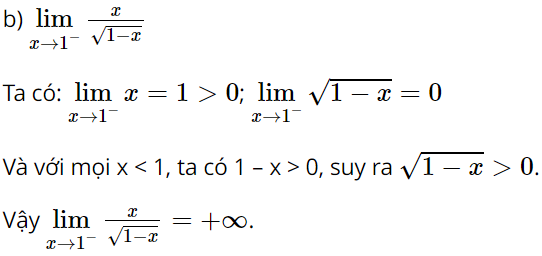 b) $\lim\limits_{x \to 1^-} \frac{x}{\sqrt{1-x}}$
Ta có: $\lim\limits_{x \to 1^-} x = 1 > 0$; $\lim\limits_{x \to 1^-} \sqrt{1-x} = 0$
Và với mọi x < 1, ta có 1 – x > 0, suy ra $\sqrt{1-x} > 0$.
Vậy $\lim\limits_{x \to 1^-} \frac{x}{\sqrt{1-x}} = +\infty$.